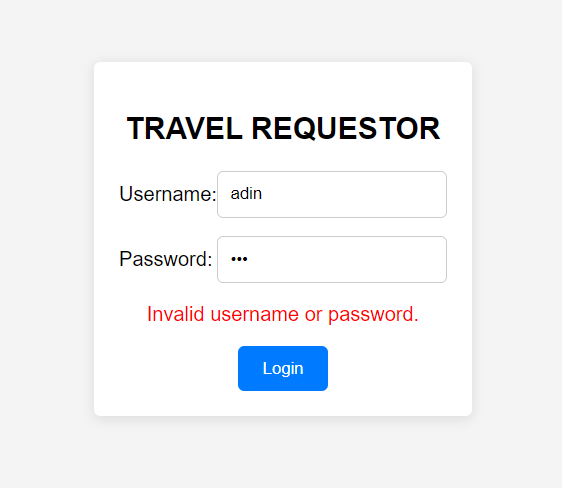 TRAVEL REQUESTOR
Username: adin
Password: •••
Invalid username or password.
Login